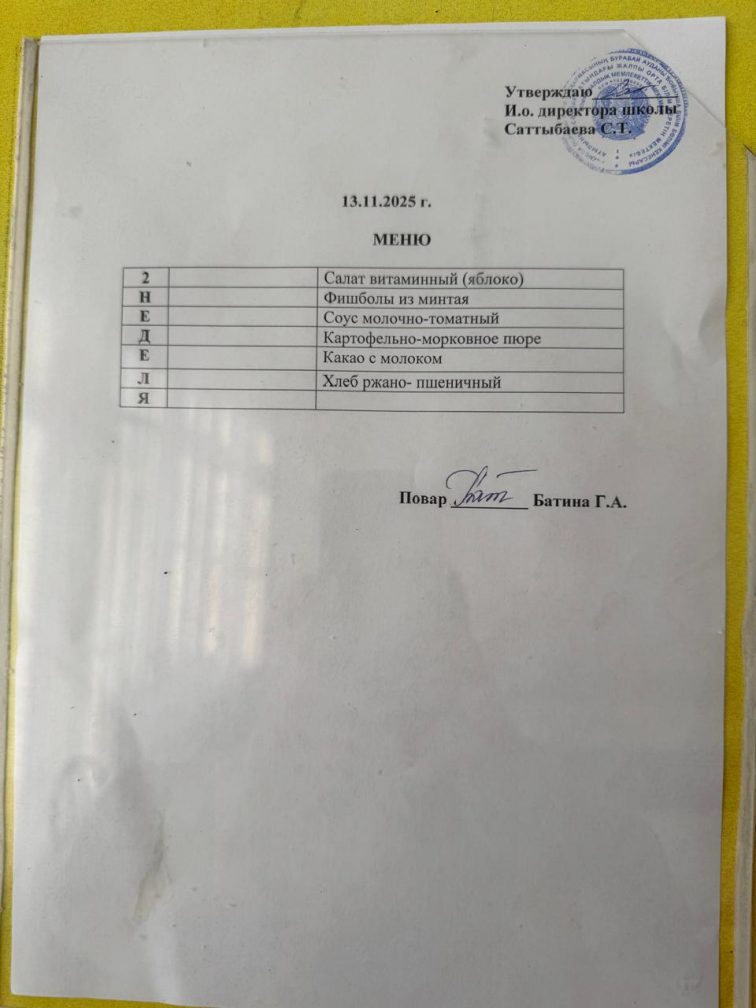 Утверждаю
И.о. директора школы
Саттыбаева С.Т.
13.11.2025 г.
МЕНЮ
2 Салат витаминный (яблоко)
Н Фишболы из минтая
Е Соус молочно-томатный
Д Картофельно-морковное пюре
Е Какао с молоком
Л Хлеб ржано- пшеничный
Я
Повар Батина Г.А.